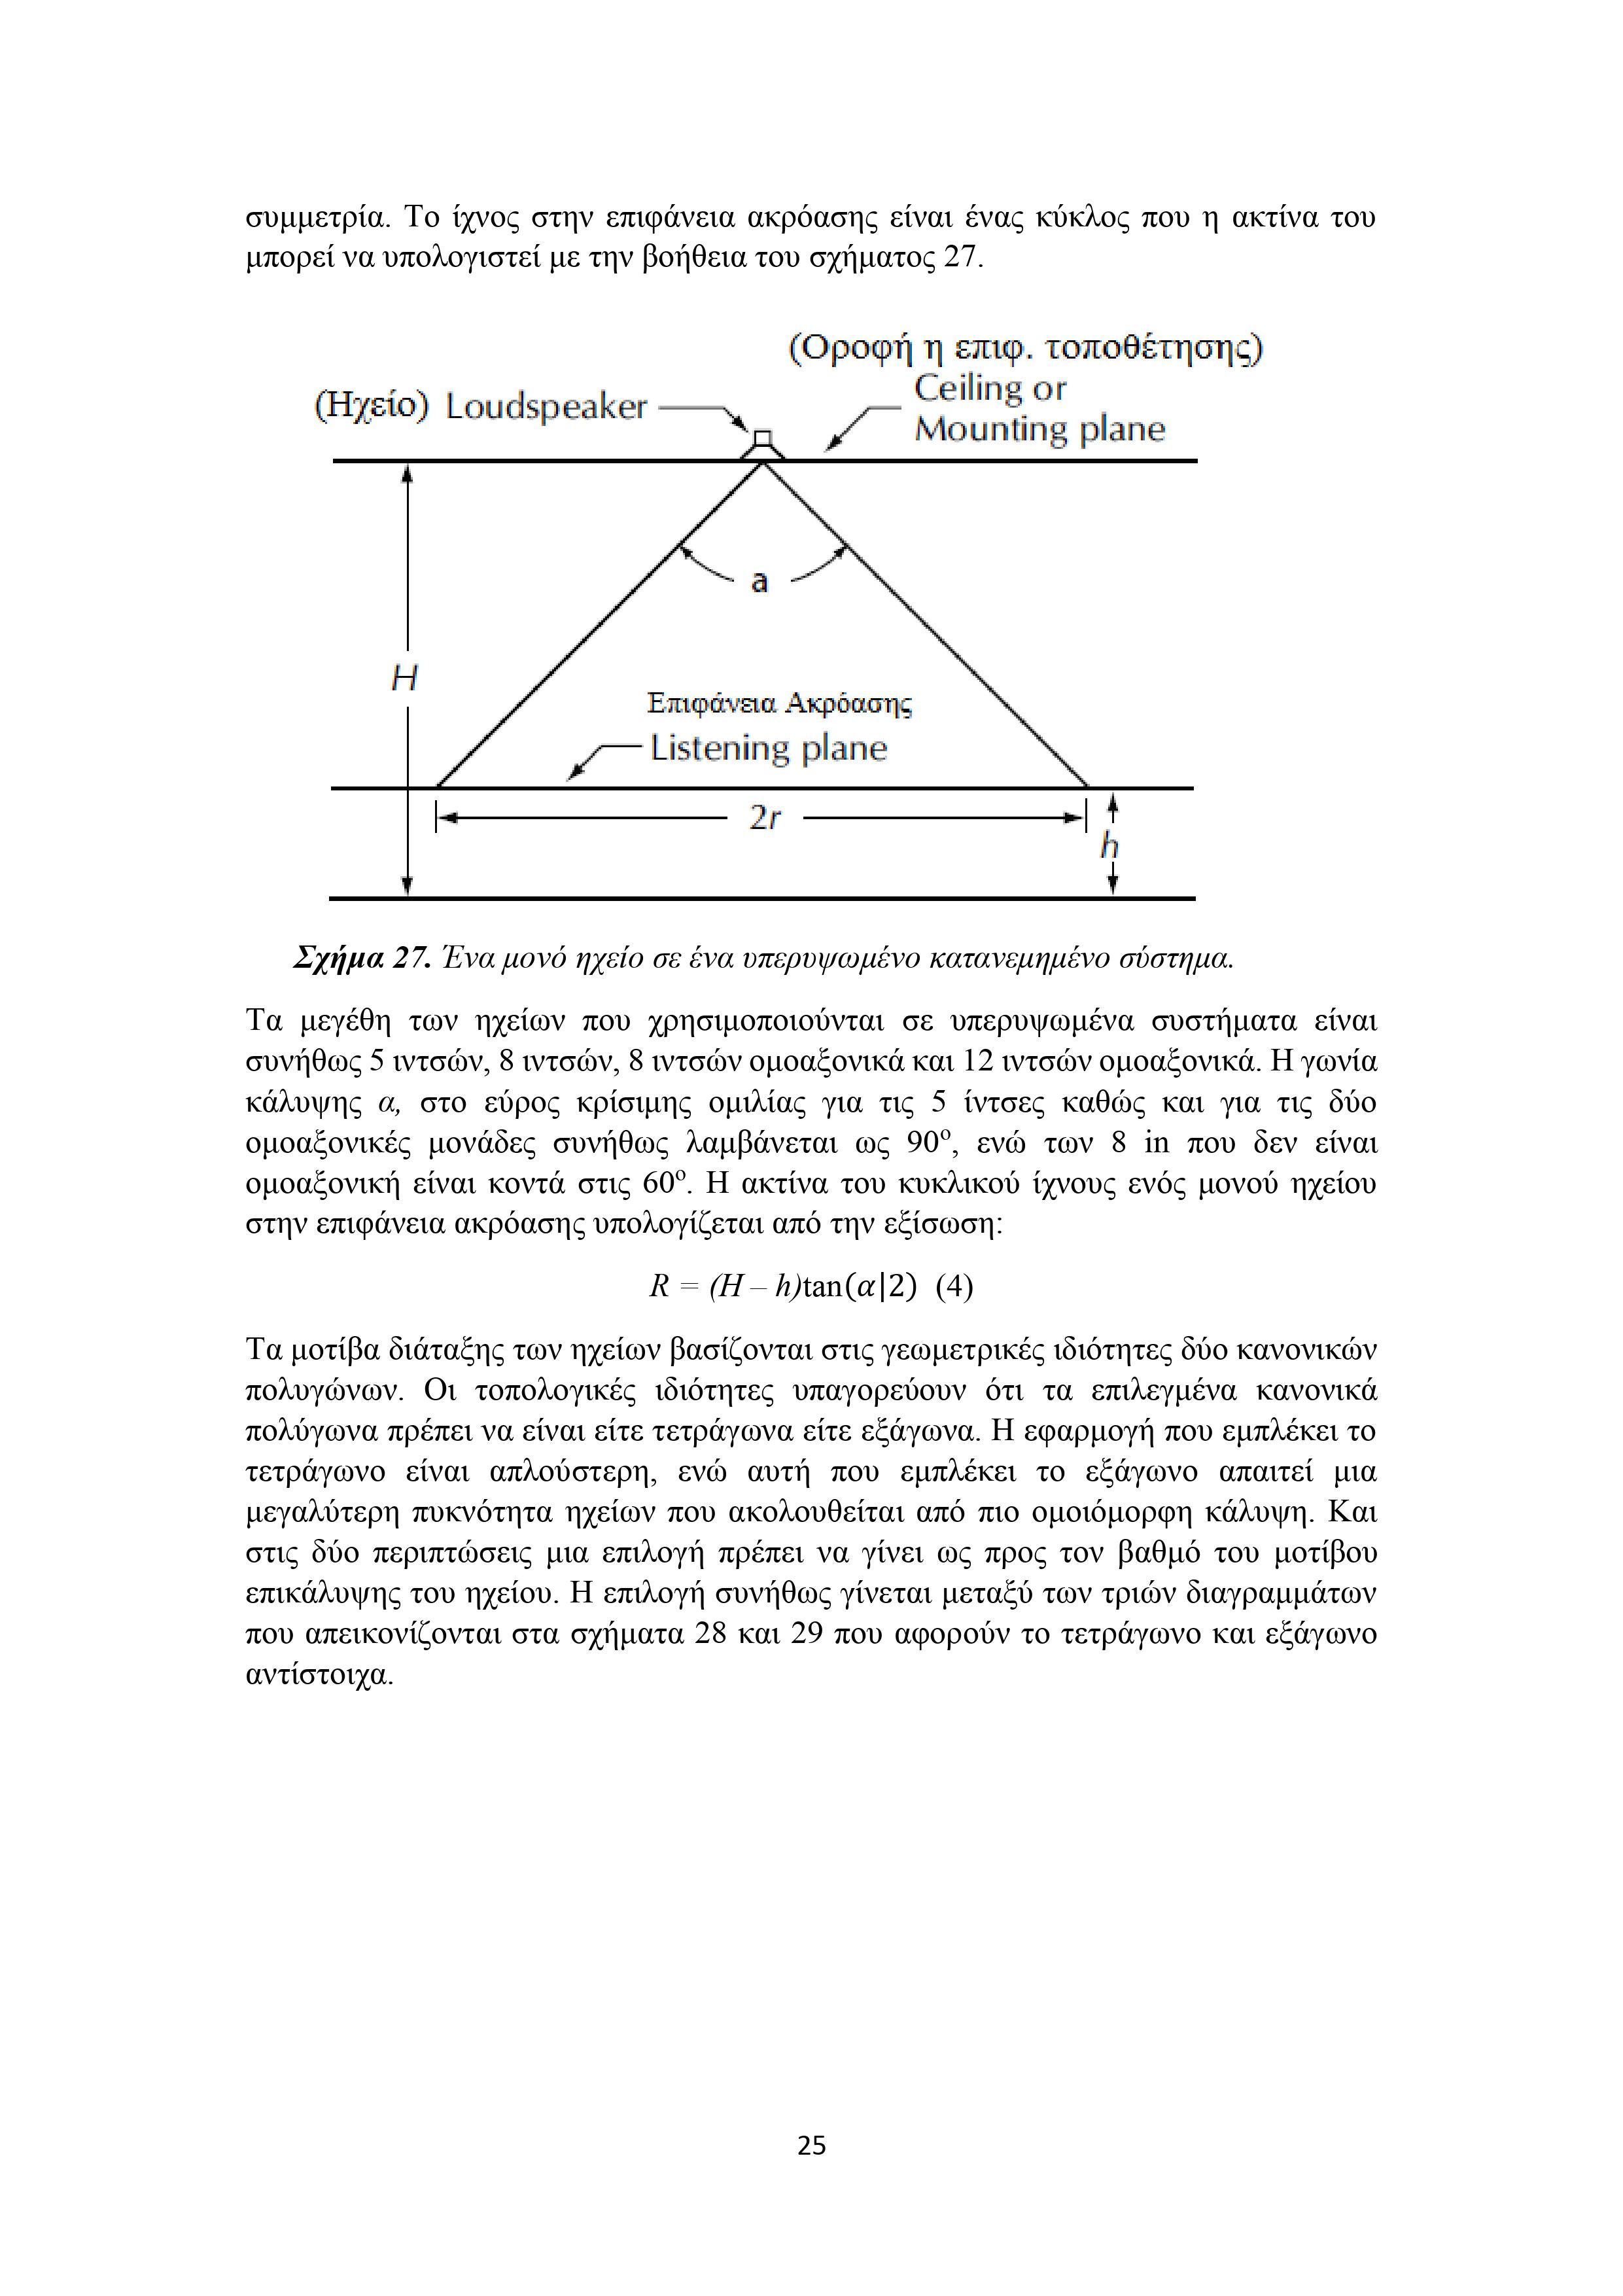 συμμετρία. Το ίχνος στην επιφάνεια ακρόασης είναι ένας κύκλος που η ακτίνα του
μπορεί να υπολογιστεί με την βοήθεια του σχήματος 27.
(Οροφή η επιφ. τοποθέτησης)
(Ηχείο) Loudspeaker
Ceiling or
Mounting plane
a
H
Επιφάνεια Ακρόασης
Listening plane
2r
h
Σχήμα 27. Ένα μονό ηχείο σε ένα υπερυψωμένο κατανεμημένο σύστημα.
Τα μεγέθη των ηχείων που χρησιμοποιούνται σε υπερυψωμένα συστήματα είναι
συνήθως 5 ιντσών, 8 ιντσών, 8 ιντσών ομοαξονικά και 12 ιντσών ομοαξονικά. Η γωνία
κάλυψης α, στο εύρος κρίσιμης ομιλίας για τις 5 ίντσες καθώς και για τις δύο
ομοαξονικές μονάδες συνήθως λαμβάνεται ως 90º, ενώ των 8 in που δεν είναι
ομοαξονική είναι κοντά στις 60º. Η ακτίνα του κυκλικού ίχνους ενός μονού ηχείου
στην επιφάνεια ακρόασης υπολογίζεται από την εξίσωση:
R = (H – h)tan(α|2) (4)
Τα μοτίβα διάταξης των ηχείων βασίζονται στις γεωμετρικές ιδιότητες δύο κανονικών
πολυγώνων. Οι τοπολογικές ιδιότητες υπαγορεύουν ότι τα επιλεγμένα κανονικά
πολύγωνα πρέπει να είναι είτε τετράγωνα είτε εξάγωνα. Η εφαρμογή που εμπλέκει το
τετράγωνο είναι απλούστερη, ενώ αυτή που εμπλέκει το εξάγωνο απαιτεί μια
μεγαλύτερη πυκνότητα ηχείων που ακολουθείται από πιο ομοιόμορφη κάλυψη. Και
στις δύο περιπτώσεις μια επιλογή πρέπει να γίνει ως προς τον βαθμό του μοτίβου
επικάλυψης του ηχείου. Η επιλογή συνήθως γίνεται μεταξύ των τριών διαγραμμάτων
που απεικονίζονται στα σχήματα 28 και 29 που αφορούν το τετράγωνο και εξάγωνο
αντίστοιχα.
25